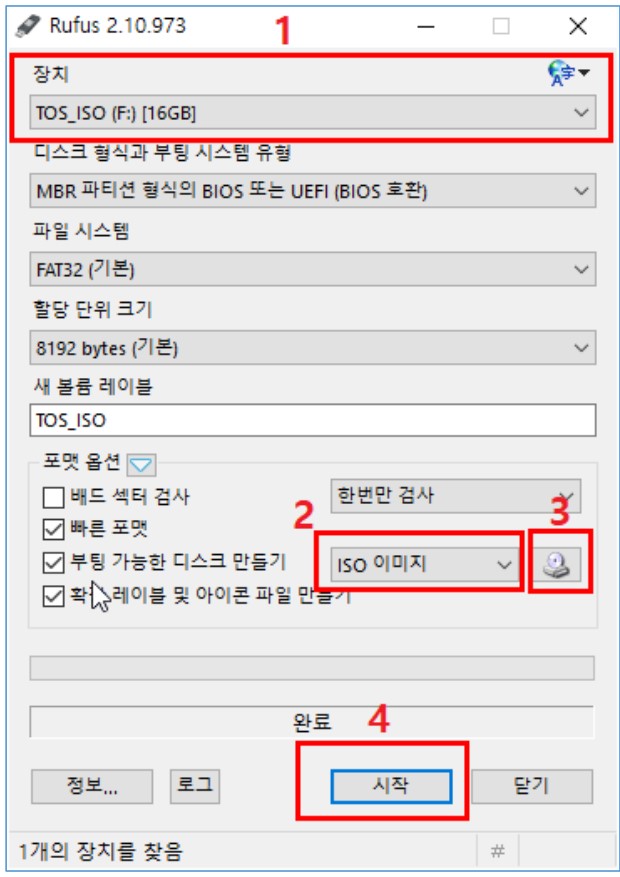 Rufus 2.10.973
1
장치
TOS_ISO (F:) [16GB]
디스크 형식과 부팅 시스템 유형
MBR 파티션 형식의 BIOS 또는 UEFI (BIOS 호환)
파일 시스템
FAT32 (기본)
할당 단위 크기
8192 bytes (기본)
새 볼륨 레이블
TOS_ISO
포맷 옵션
배드 섹터 검사
한번만 검사
빠른 포맷
2
3
부팅 가능한 디스크 만들기
ISO 이미지
레이블 및 아이콘 파일 만들기
완료
4
정보...
로그
시작
닫기
1개의 장치를 찾음
#